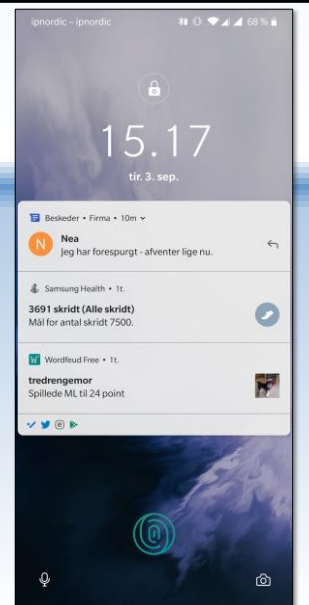 ipnordic – ipnordic 68 %
15.17
tir. 3. sep.
Beskeder • Firma • 10m
N
Nea
Jeg har forespurgt - afventer lige nu.
Samsung Health • 1t.
3691 skridt (Alle skridt)
Mål for antal skridt 7500.
Wordfeud Free • 1t.
tredrengemor
Spillede ML til 24 point